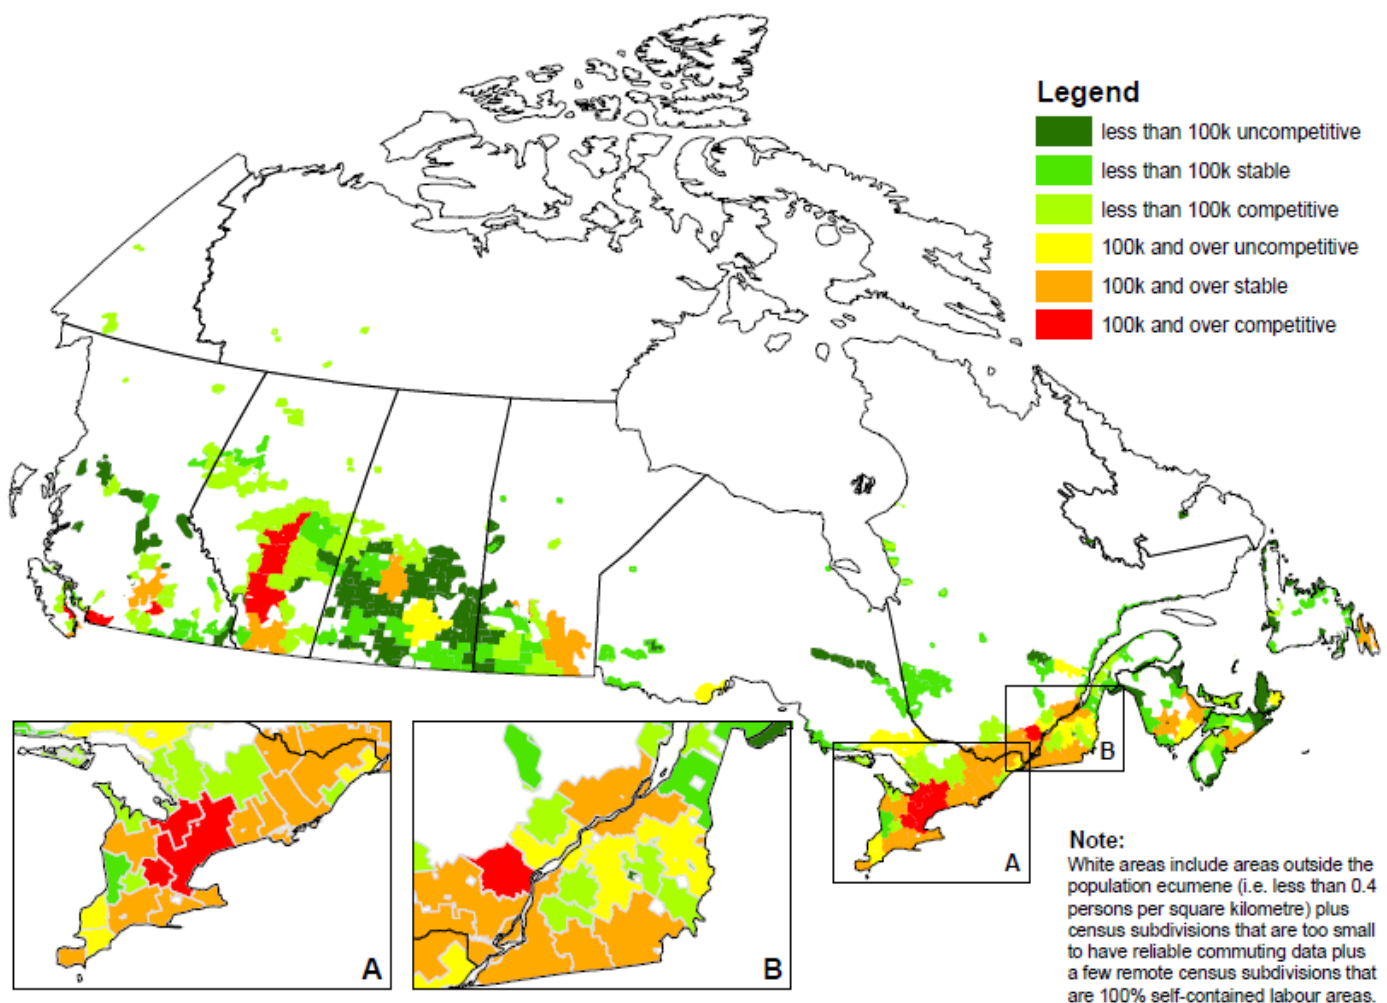 Legend
less than 100k uncompetitive
less than 100k stable
less than 100k competitive
100k and over uncompetitive
100k and over stable
100k and over competitive
B
A
A
B
Note:
White areas include areas outside the
population ecumene (i.e. less than 0.4
persons per square kilometre) plus
census subdivisions that are too small
to have reliable commuting data plus
a few remote census subdivisions that
are 100% self-contained labour areas.